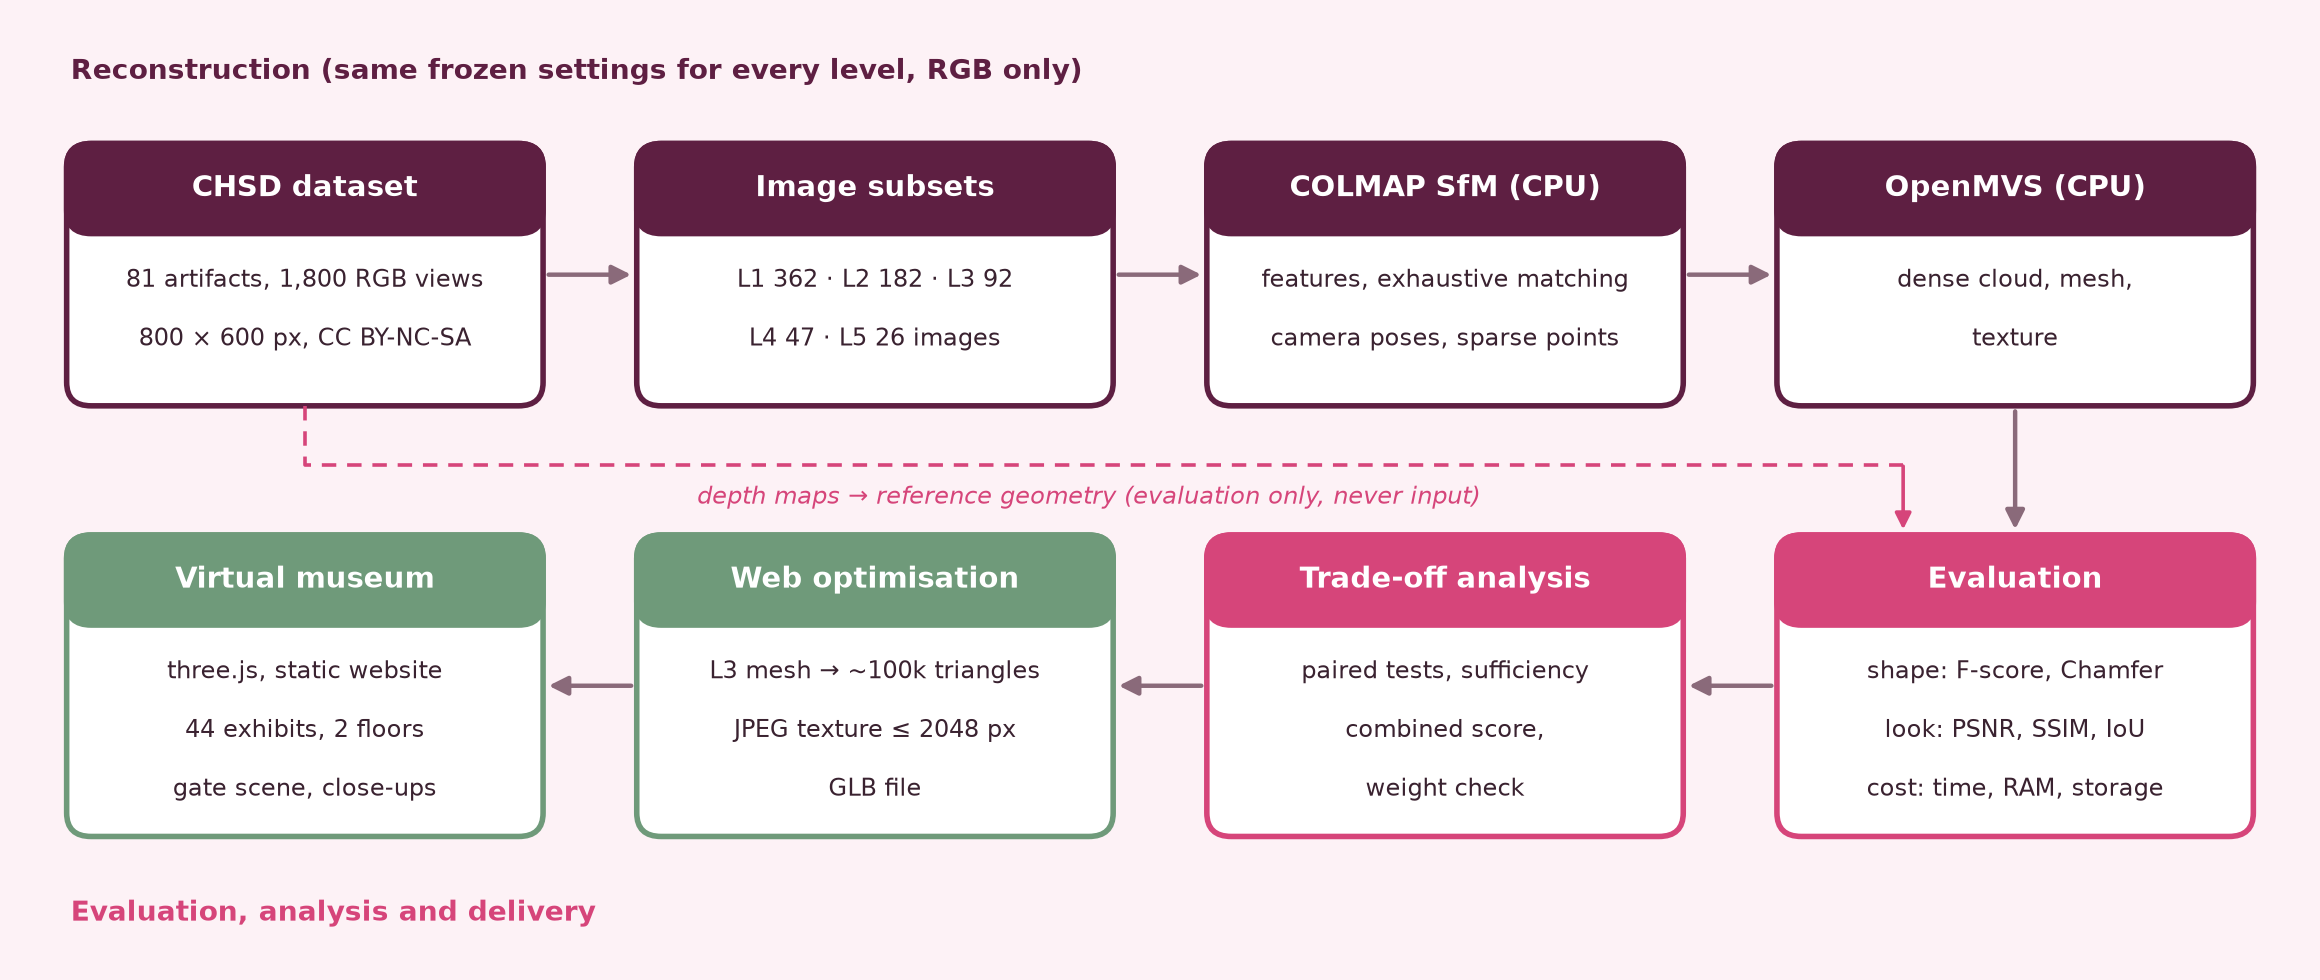 Reconstruction (same frozen settings for every level, RGB only)
CHSD dataset
81 artifacts, 1,800 RGB views
800 × 600 px, CC BY-NC-SA
Image subsets
L1 362 · L2 182 · L3 92
L4 47 · L5 26 images
COLMAP SfM (CPU)
features, exhaustive matching
camera poses, sparse points
OpenMVS (CPU)
dense cloud, mesh,
texture
depth maps → reference geometry (evaluation only, never input)
Virtual museum
three.js, static website
44 exhibits, 2 floors
gate scene, close-ups
Web optimisation
L3 mesh → ~100k triangles
JPEG texture ≤ 2048 px
GLB file
Trade-off analysis
paired tests, sufficiency
combined score,
weight check
Evaluation
shape: F-score, Chamfer
look: PSNR, SSIM, IoU
cost: time, RAM, storage
Evaluation, analysis and delivery